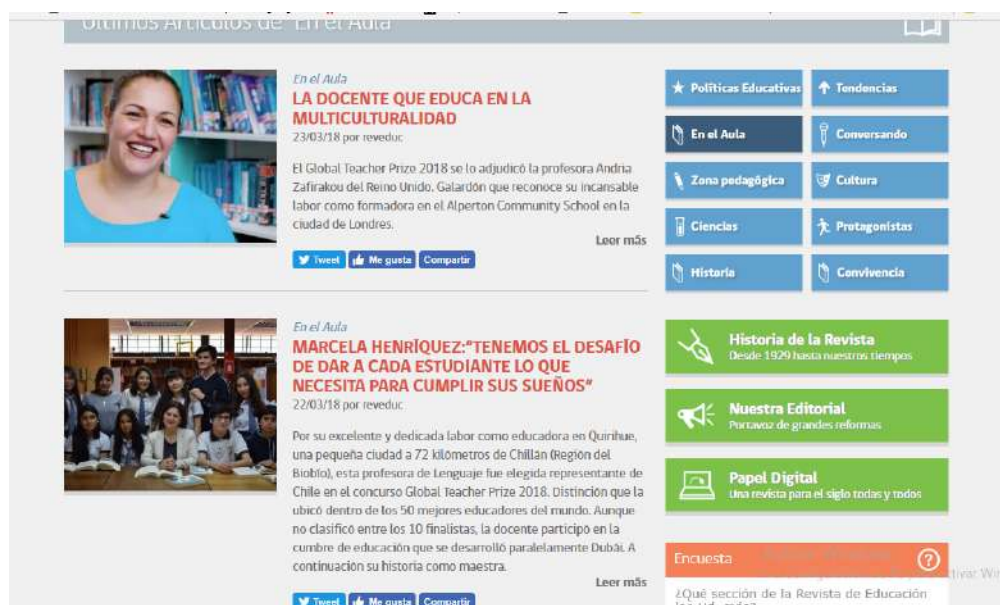 Últimos Artículos de "En el Aula"
En el Aula
LA DOCENTE QUE EDUCA EN LA
MULTICULTURALIDAD
23/03/18 por reveduc
El Global Teacher Prize 2018 se lo adjudicó la profesora Andria
Zafirakou del Reino Unido. Galardón que reconoce su incansable
labor como formadora en el Alperton Community School en la
ciudad de Londres.
Leer más
Tweet Me gusta Compartir
En el Aula
MARCELA HENRÍQUEZ:"TENEMOS EL DESAFÍO
DE DAR A CADA ESTUDIANTE LO QUE
NECESITA PARA CUMPLIR SUS SUEÑOS"
22/03/18 por reveduc
Por su excelente y dedicada labor como educadora en Quirihue,
una pequeña ciudad a 72 kilómetros de Chillán (Región del
Biobío), esta profesora de Lenguaje fue elegida representante de
Chile en el concurso Global Teacher Prize 2018. Distinción que la
ubicó dentro de los 50 mejores educadores del mundo. Aunque
no clasificó entre los 10 finalistas, la docente participó en la
cumbre de educación que se desarrolló paralelamente Dubái. A
continuación su historia como maestra.
Leer más
Tweet Me gusta Compartir
Políticas Educativas
Tendencias
En el Aula
Conversando
Zona pedagógica
Cultura
Ciencias
Protagonistas
Historia
Convivencia
Historia de la Revista
Desde 1929 hasta nuestros tiempos
Nuestra Editorial
Portavoz de grandes reformas
Papel Digital
Una revista para el siglo todas y todos
Encuesta
¿Qué sección de la Revista de Educación